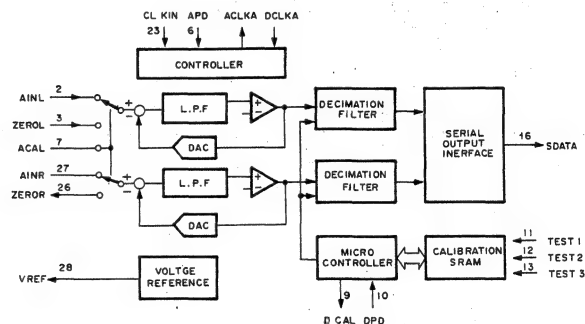 CL KIN APD ACLKA DCLKA
23 6
CONTROLLER
AINL 2
ZEROL 3
ACAL 7
AINR 27
ZEROR 26
+
−
L.P.F
+
−
DAC
DECIMATION
FILTER
SERIAL
OUTPUT
INERFACE
16 SDATA
+
−
L.P.F
+
−
DAC
DECIMATION
FILTER
VREF 28
VOLTGE
REFERENCE
MICRO
CONTROLLER
CALIBRATION
SRAM
11 TEST 1
12 TEST 2
13 TEST 3
9 10
D CAL DPD